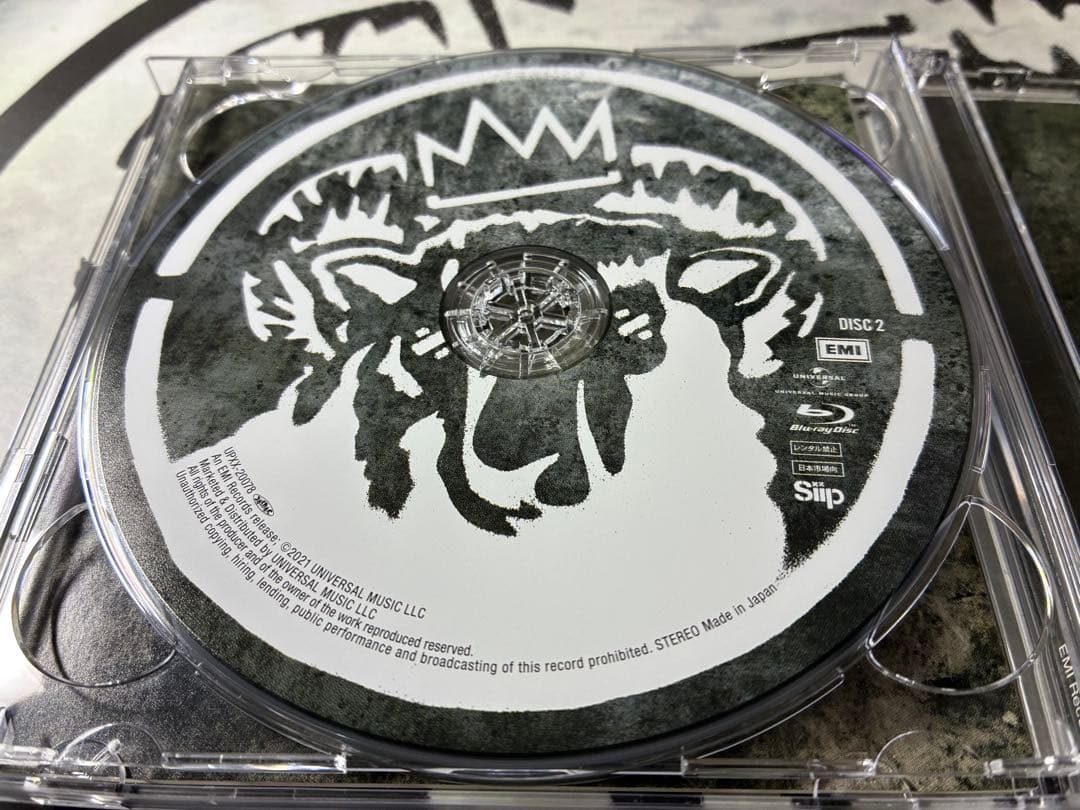 DISC 2
EMI
UNIVERSAL
UNIVERSAL MUSIC GROUP
Blu-ray Disc
レンタル禁止
日本市場向
Siip
UPXX-20078
An EMI Records release; ©2021 UNIVERSAL MUSIC LLC
Marketed & Distributed by UNIVERSAL MUSIC LLC
All rights of the producer and of the owner of the work reproduced reserved.
Unauthorized copying, hiring, lending, public performance and broadcasting of this record prohibited. STEREO Made in Japan